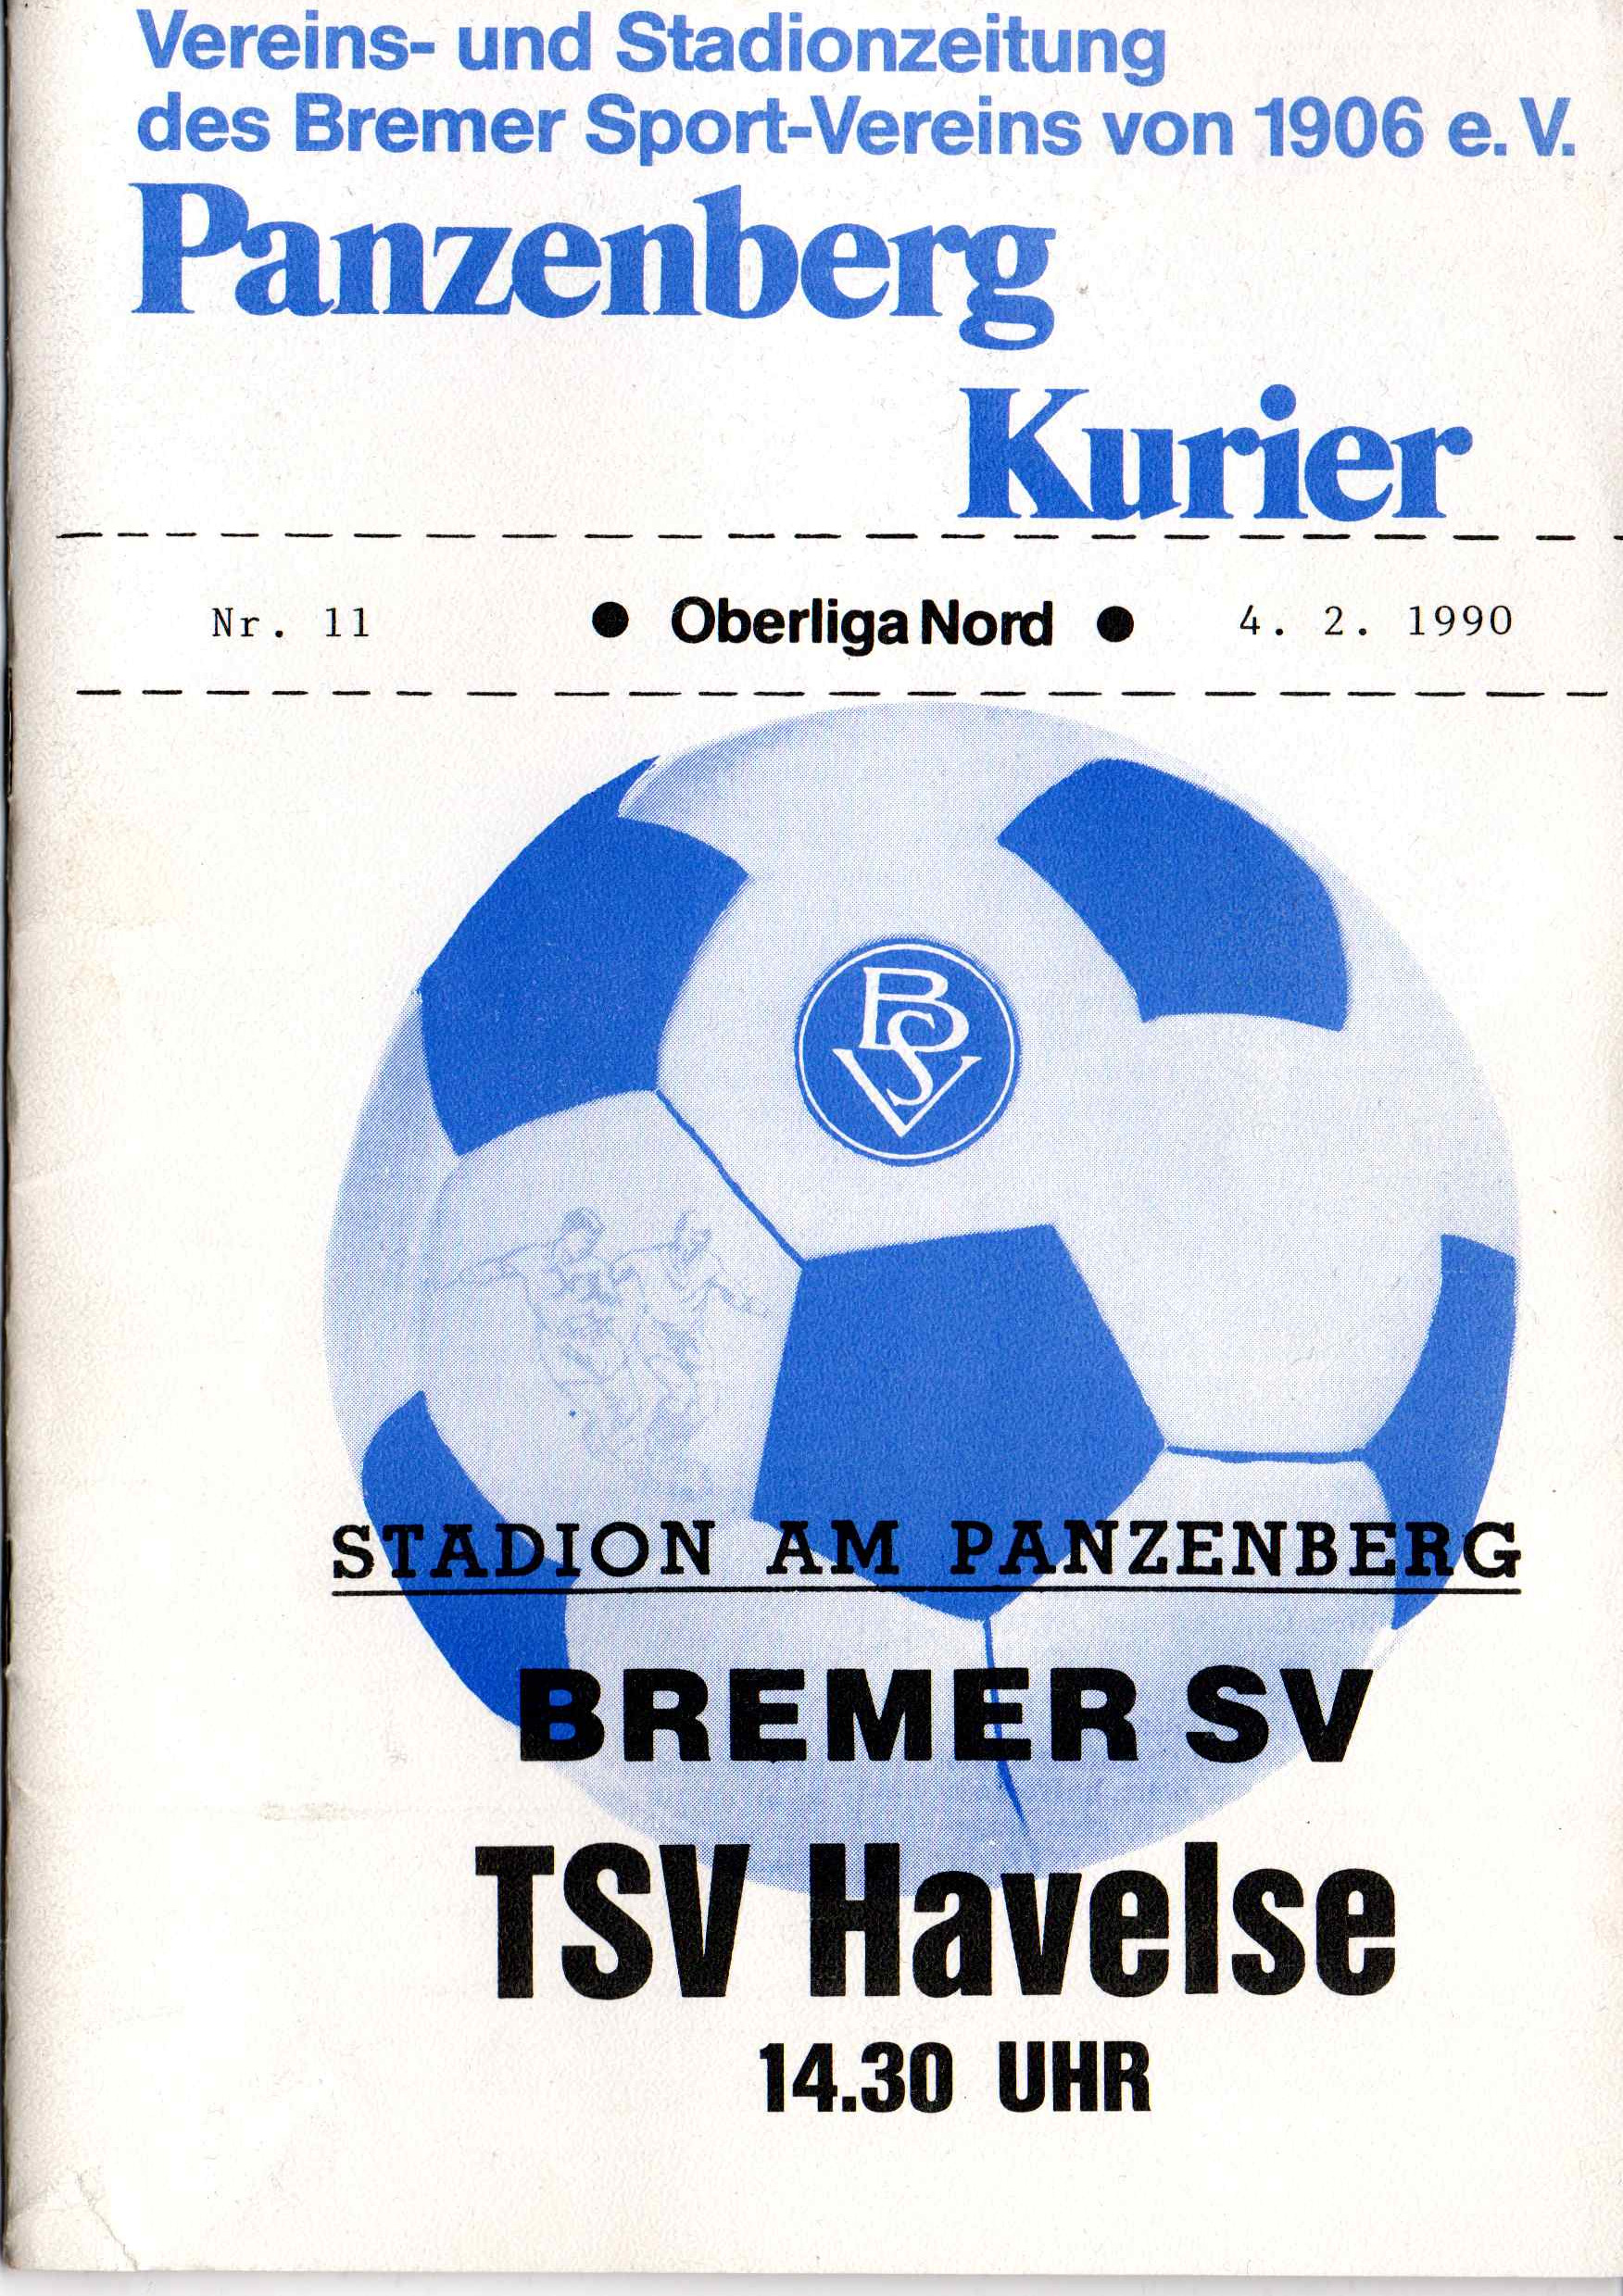 Vereins- und Stadionzeitung
des Bremer Sport-Vereins von 1906 e. V.
Panzenberg
Kurier
Nr. 11 ● Oberliga Nord ● 4. 2. 1990
BSV
STADION AM PANZENBERG
BREMER SV
TSV Havelse
14.30 UHR